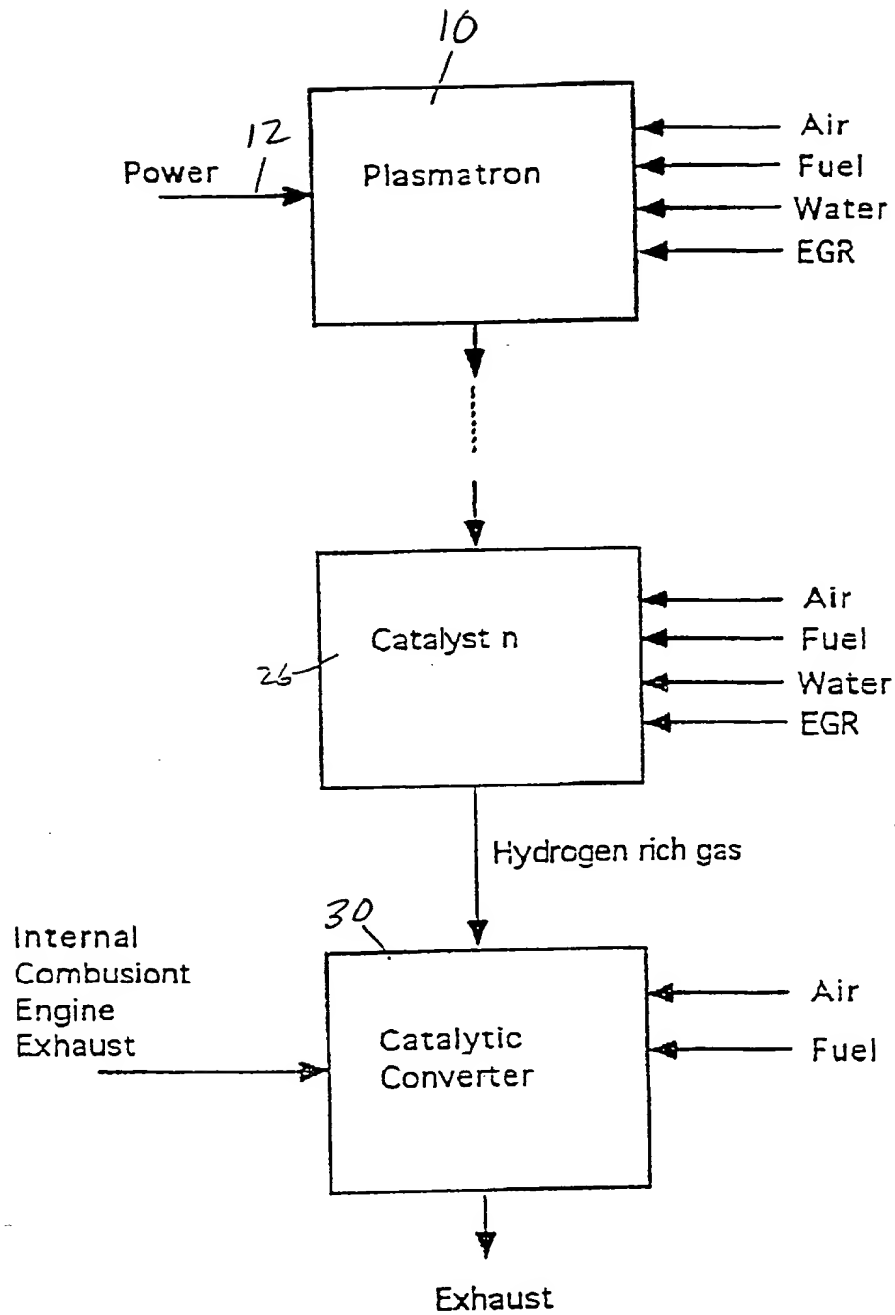 10
12
Power
Plasmatron
Air
Fuel
Water
EGR
26
Catalyst n
Air
Fuel
Water
EGR
Hydrogen rich gas
30
Internal
Combusiont
Engine
Exhaust
Catalytic
Converter
Air
Fuel
Exhaust